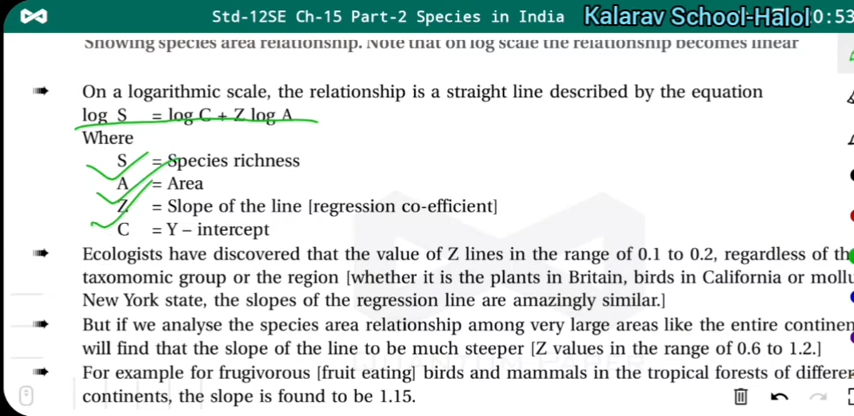 Std-12SE Ch-15 Part-2 Species in India Kalarav School-Halol 0:53
Showing species area relationship. Note that on log scale the relationship becomes linear
On a logarithmic scale, the relationship is a straight line described by the equation
log S = log C + Z log A
Where
S = Species richness
A = Area
Z = Slope of the line [regression co-efficient]
C = Y – intercept
Ecologists have discovered that the value of Z lines in the range of 0.1 to 0.2, regardless of th
taxomomic group or the region [whether it is the plants in Britain, birds in California or mollu
New York state, the slopes of the regression line are amazingly similar.]
But if we analyse the species area relationship among very large areas like the entire continen
will find that the slope of the line to be much steeper [Z values in the range of 0.6 to 1.2.]
For example for frugivorous [fruit eating] birds and mammals in the tropical forests of differen
continents, the slope is found to be 1.15.